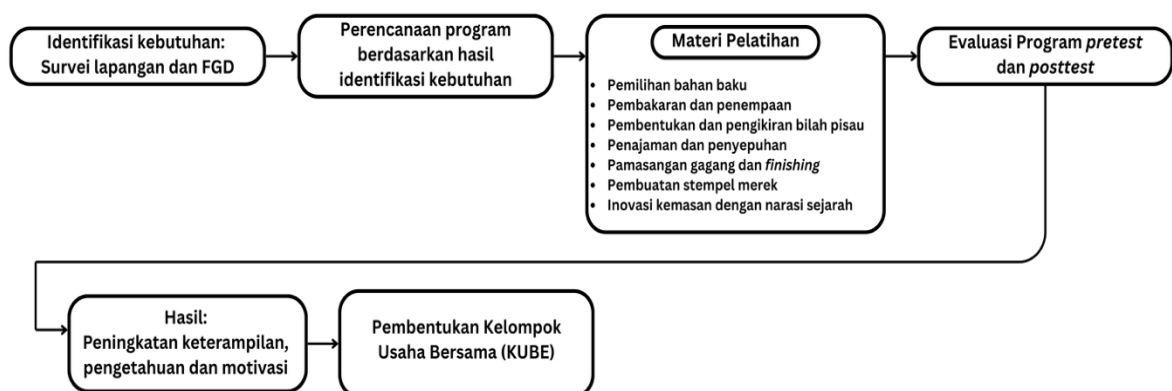 Identifikasi kebutuhan:
Survei lapangan dan FGD
Perencanaan program
berdasarkan hasil
identifikasi kebutuhan
Materi Pelatihan
• Pemilihan bahan baku
• Pembakaran dan penempaan
• Pembentukan dan pengikiran bilah pisau
• Penajaman dan penyepuhan
• Pamasangan gagang dan finishing
• Pembuatan stempel merek
• Inovasi kemasan dengan narasi sejarah
Evaluasi Program pretest
dan posttest
Hasil:
Peningkatan keterampilan,
pengetahuan dan motivasi
Pembentukan Kelompok
Usaha Bersama (KUBE)